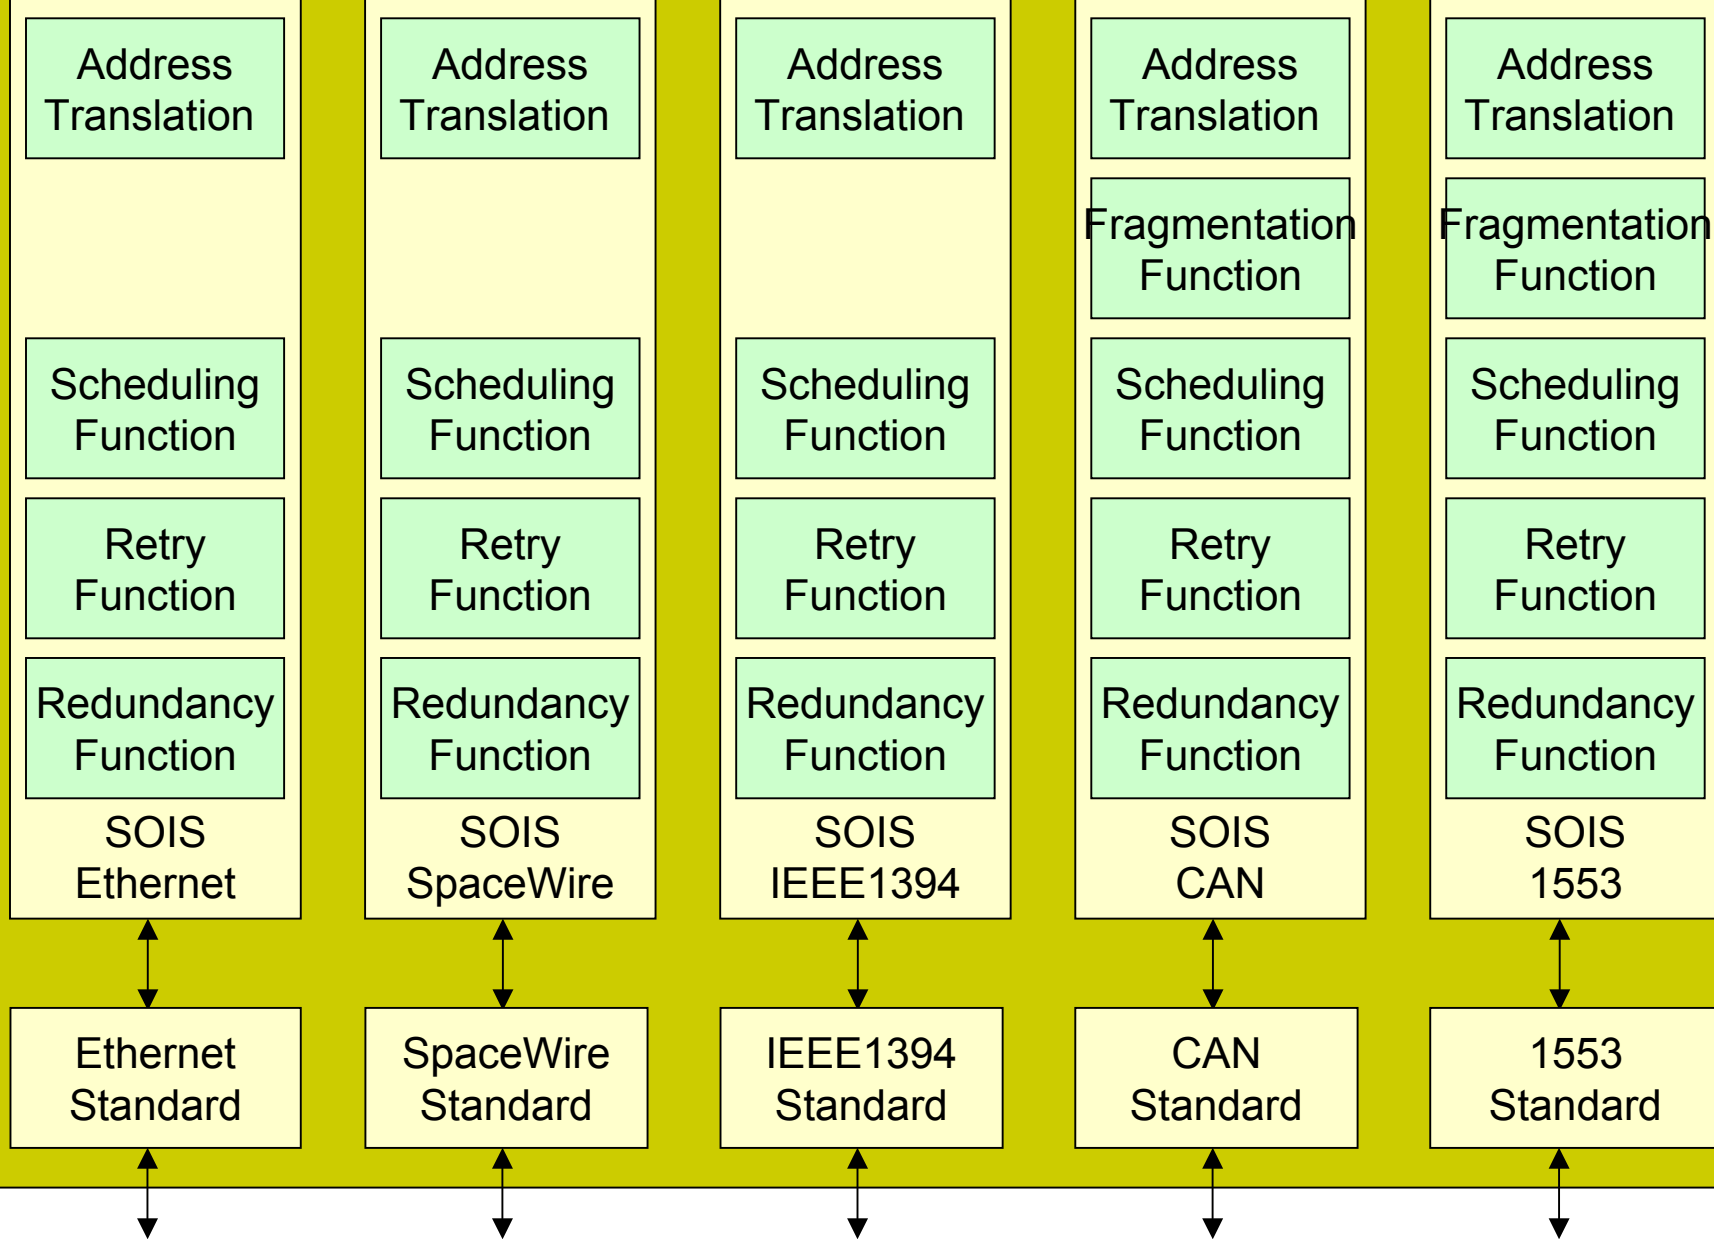 Address
Translation
Address
Translation
Address
Translation
Address
Translation
Address
Translation
Fragmentation
Function
Fragmentation
Function
Scheduling
Function
Scheduling
Function
Scheduling
Function
Scheduling
Function
Scheduling
Function
Retry
Function
Retry
Function
Retry
Function
Retry
Function
Retry
Function
Redundancy
Function
Redundancy
Function
Redundancy
Function
Redundancy
Function
Redundancy
Function
SOIS
Ethernet
SOIS
SpaceWire
SOIS
IEEE1394
SOIS
CAN
SOIS
1553
Ethernet
Standard
SpaceWire
Standard
IEEE1394
Standard
CAN
Standard
1553
Standard